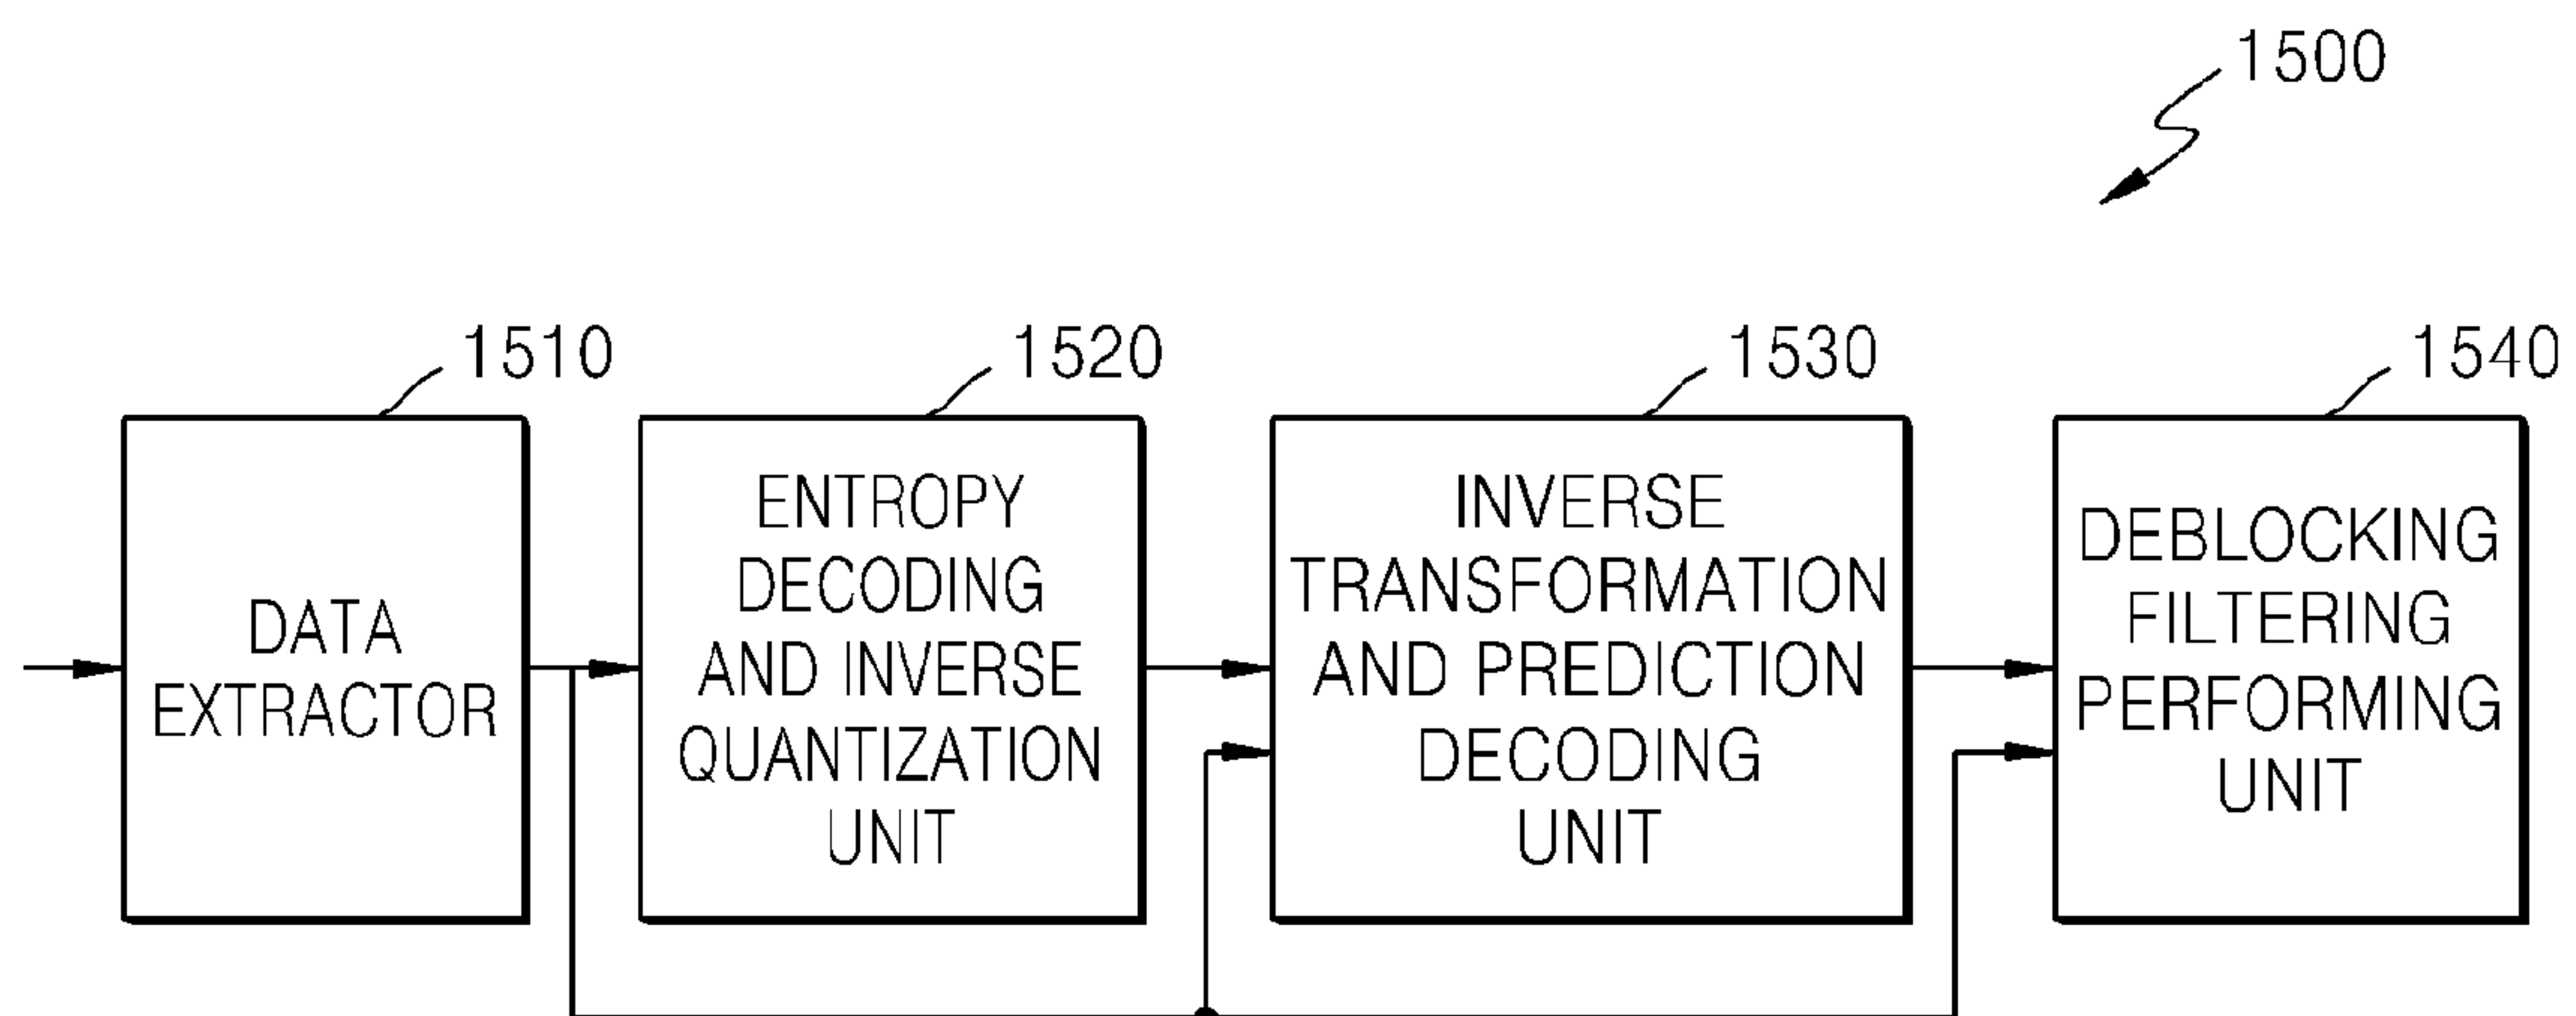 1500
1510
1520
1530
1540
DATA
EXTRACTOR
ENTROPY
DECODING
AND INVERSE
QUANTIZATION
UNIT
INVERSE
TRANSFORMATION
AND PREDICTION
DECODING
UNIT
DEBLOCKING
FILTERING
PERFORMING
UNIT